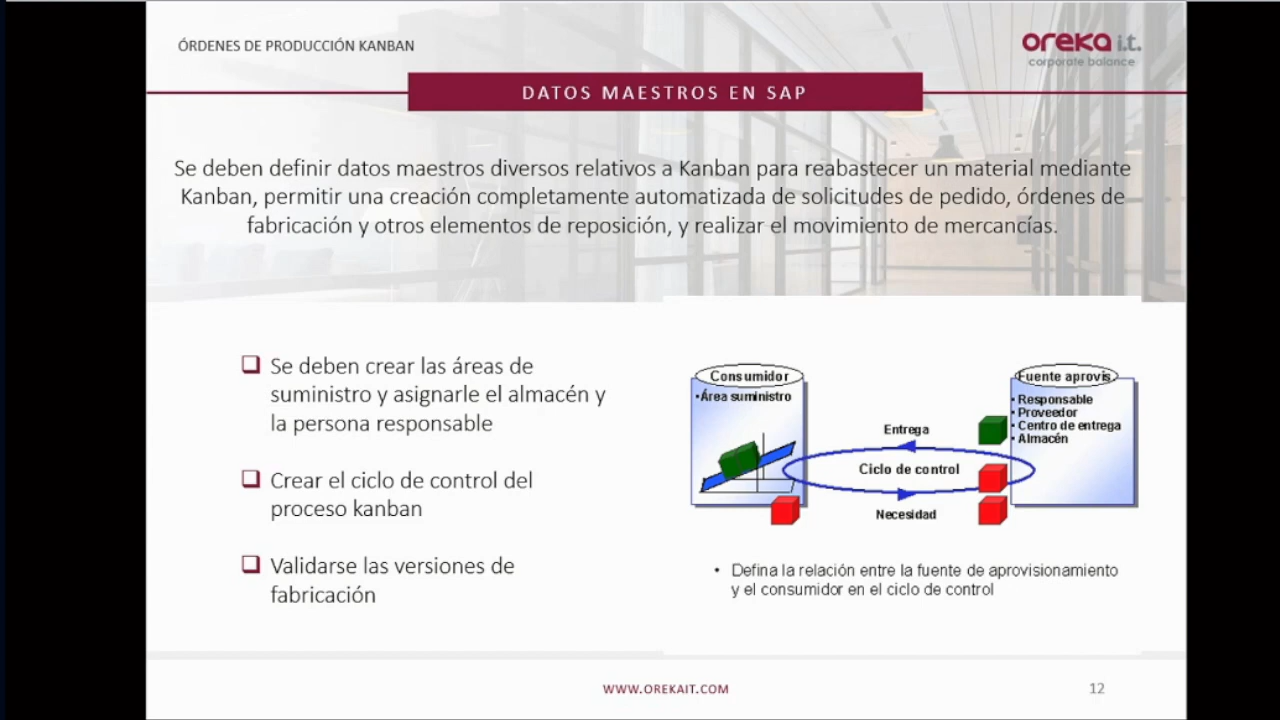 ÓRDENES DE PRODUCCIÓN KANBAN
oreka i.t.
corporate balance
DATOS MAESTROS EN SAP
Se deben definir datos maestros diversos relativos a Kanban para reabastecer un material mediante
Kanban, permitir una creación completamente automatizada de solicitudes de pedido, órdenes de
fabricación y otros elementos de reposición, y realizar el movimiento de mercancías.
Se deben crear las áreas de
suministro y asignarle el almacén y
la persona responsable
Crear el ciclo de control del
proceso kanban
Validarse las versiones de
fabricación
Consumidor
•Área suministro
Entrega
Ciclo de control
Necesidad
Fuente aprovis.
• Responsable
• Proveedor
• Centro de entrega
• Almacén
• Defina la relación entre la fuente de aprovisionamiento
y el consumidor en el ciclo de control
WWW.OREKAIT.COM
12